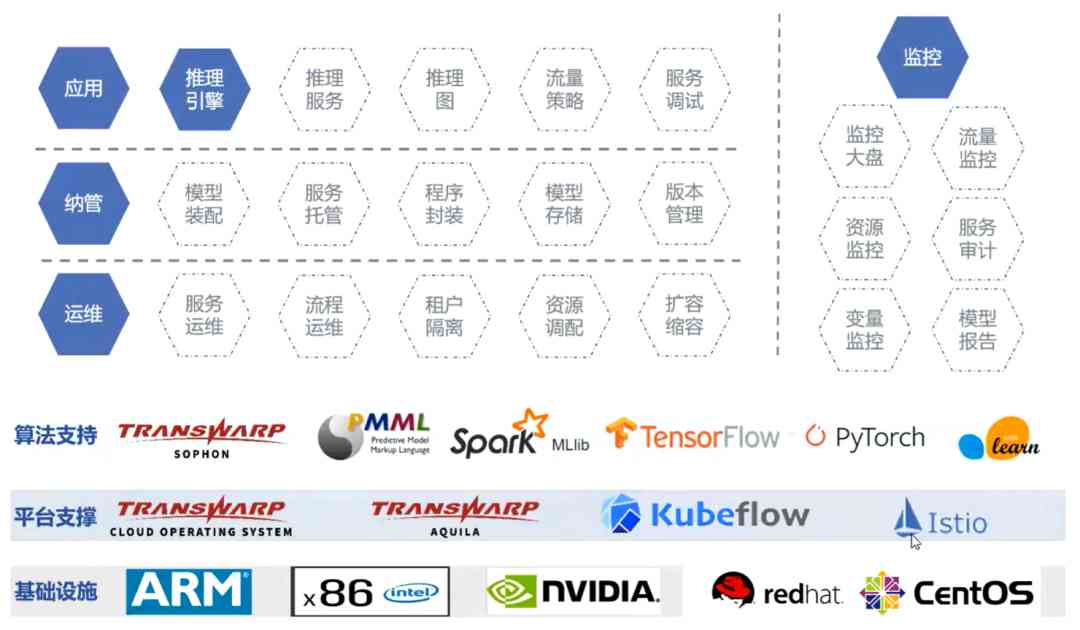 应用
推理
引擎
推理
服务
推理
图
流量
策略
服务
调试
纳管
模型
装配
服务
托管
程序
封装
模型
存储
版本
管理
运维
服务
运维
流程
运维
租户
隔离
资源
调配
扩容
缩容
监控
监控
大盘
流量
监控
资源
监控
服务
审计
变量
监控
模型
报告
算法支持
TRANSWARP
SOPHON
PMML
Predictive Model
Markup Language
Spark MLlib
TensorFlow
PyTorch
learn
平台支撑
TRANSWARP
CLOUD OPERATING SYSTEM
TRANSWARP
AQUILA
Kubeflow
Istio
基础设施
ARM
x86 intel
NVIDIA.
redhat.
CentOS